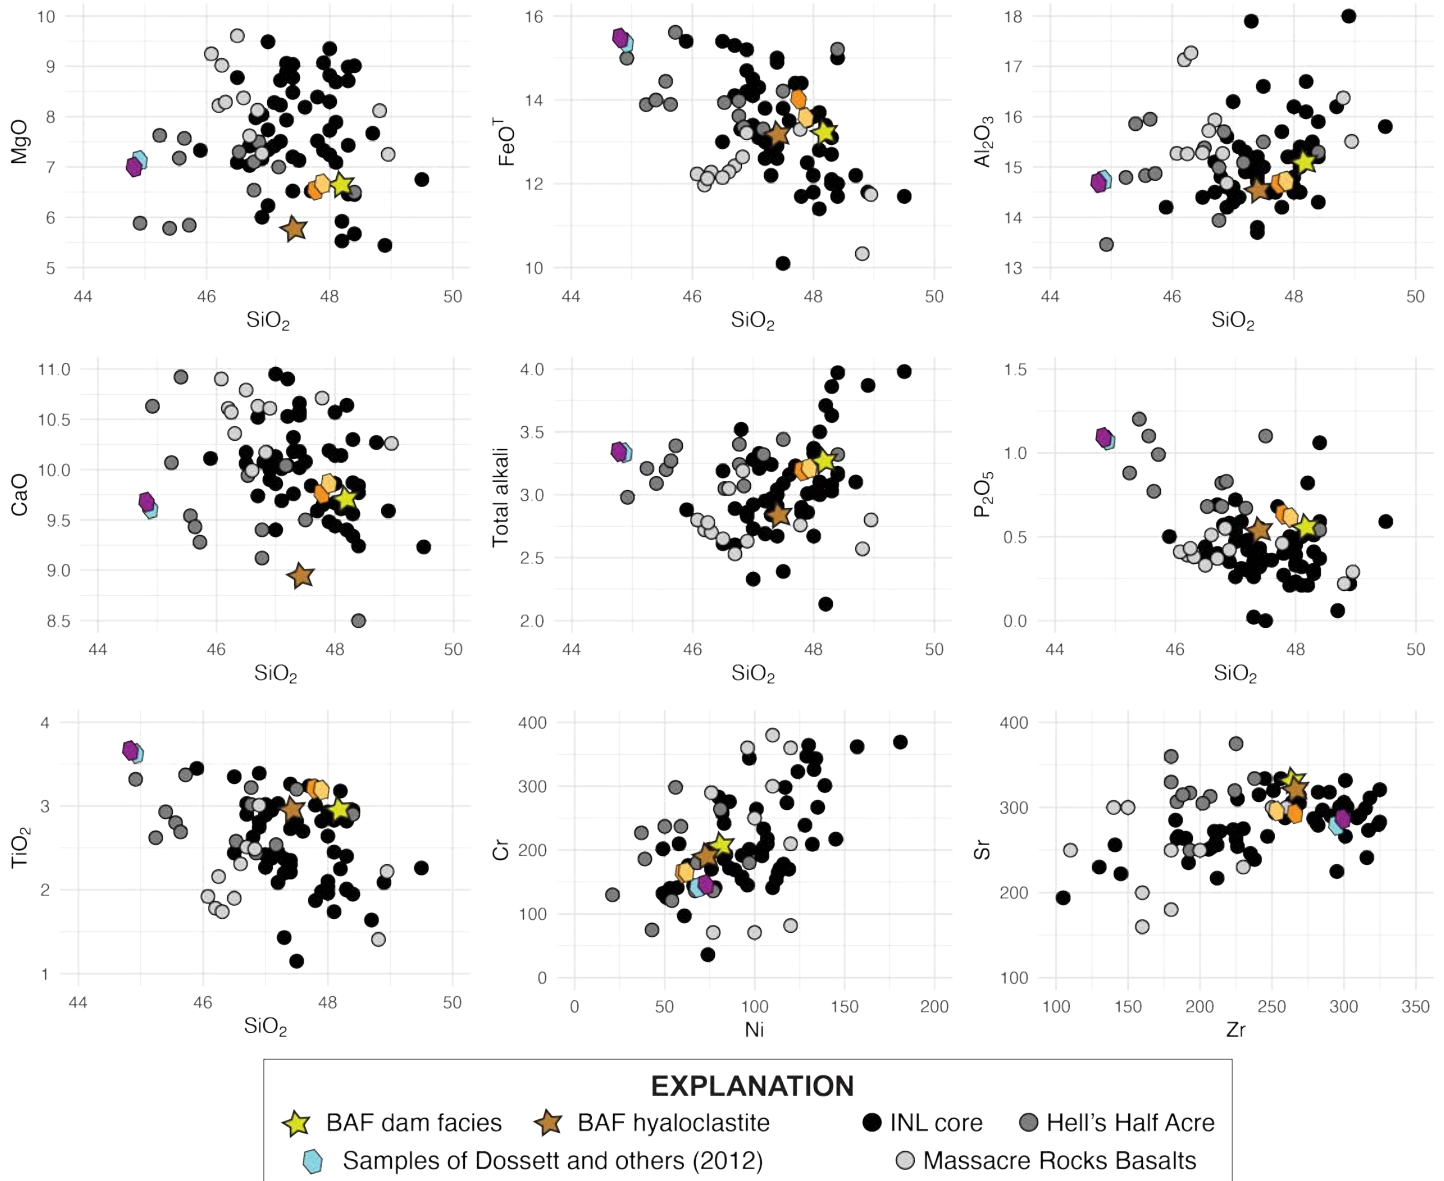 10
9
8
7
6
5
MgO
44 46 48 50
SiO₂
16
14
12
10
FeOᵀ
44 46 48 50
SiO₂
18
17
16
15
14
13
Al₂O₃
44 46 48 50
SiO₂
11.0
10.5
10.0
9.5
9.0
8.5
CaO
44 46 48 50
SiO₂
4.0
3.5
3.0
2.5
2.0
Total alkali
44 46 48 50
SiO₂
1.5
1.0
0.5
0.0
P₂O₅
44 46 48 50
SiO₂
4
3
2
1
TiO₂
44 46 48 50
SiO₂
400
300
200
100
0
Cr
0 50 100 150 200
Ni
400
300
200
100
Sr
100 150 200 250 300 350
Zr
EXPLANATION
BAF dam facies BAF hyaloclastite INL core Hell's Half Acre
Samples of Dossett and others (2012) Massacre Rocks Basalts